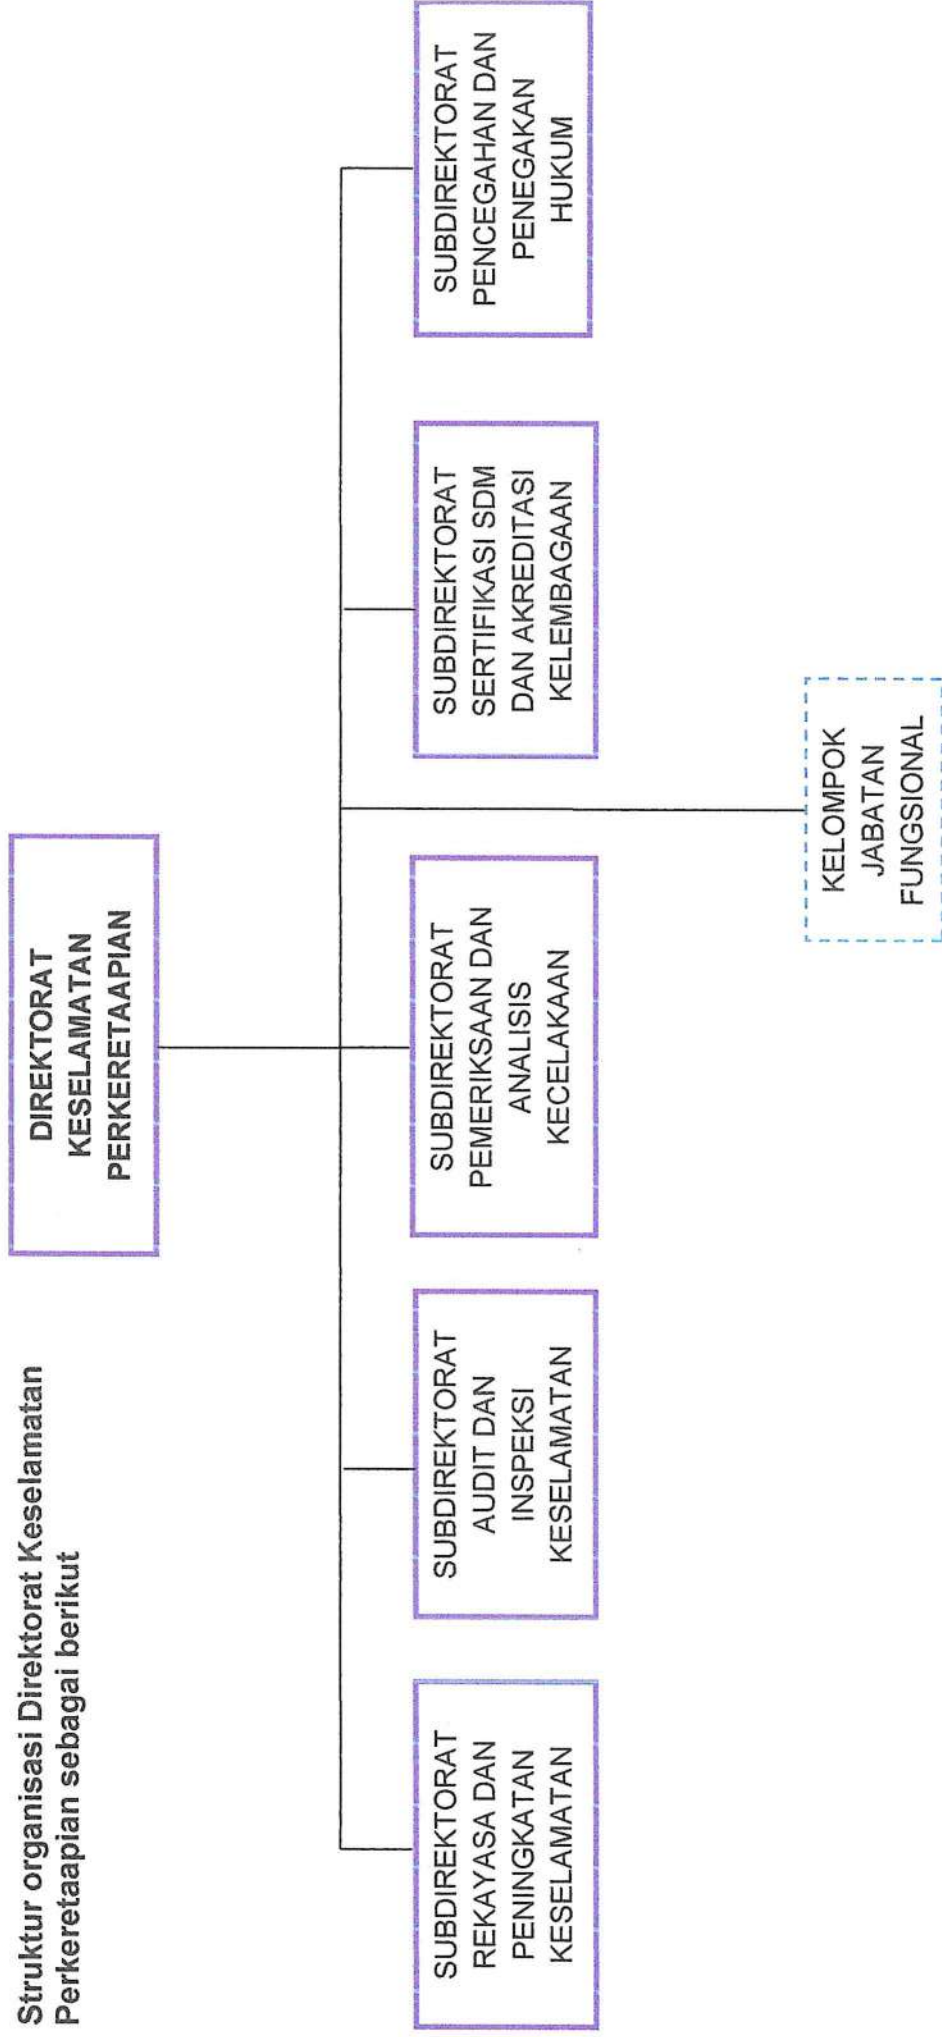 Struktur organisasi Direktorat Keselamatan
Perkeretaapian sebagai berikut
DIREKTORAT
KESELAMATAN
PERKERETAAPIAN
SUBDIREKTORAT
REKAYASA DAN
PENINGKATAN
KESELAMATAN
SUBDIREKTORAT
AUDIT DAN
INSPEKSI
KESELAMATAN
SUBDIREKTORAT
PEMERIKSAAN DAN
ANALISIS
KECELAKAAN
SUBDIREKTORAT
SERTIFIKASI SDM
DAN AKREDITASI
KELEMBAGAAN
SUBDIREKTORAT
PENCEGAHAN DAN
PENEGAKAN
HUKUM
KELOMPOK
JABATAN
FUNGSIONAL